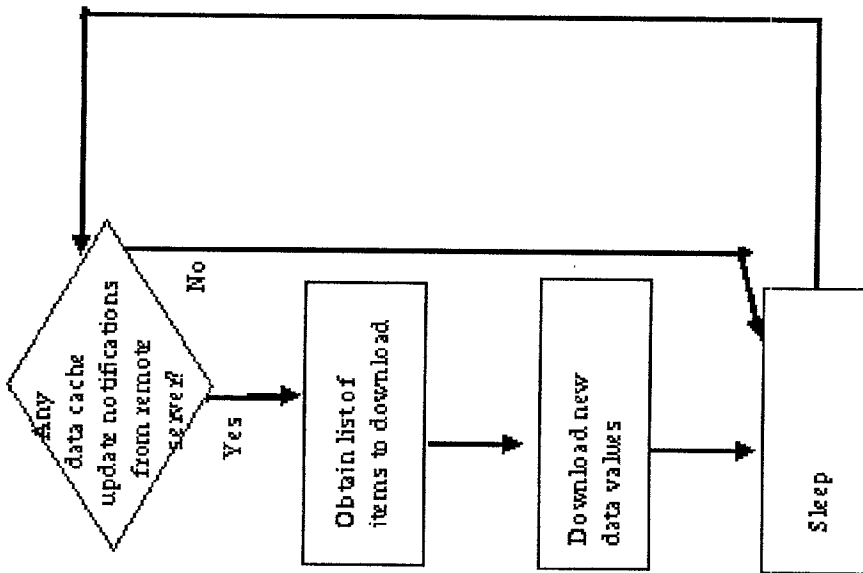 Any
data cache
update notifications
from remote
server?
Yes
No
Obtain list of
items to download
Download new
data values
Sleep